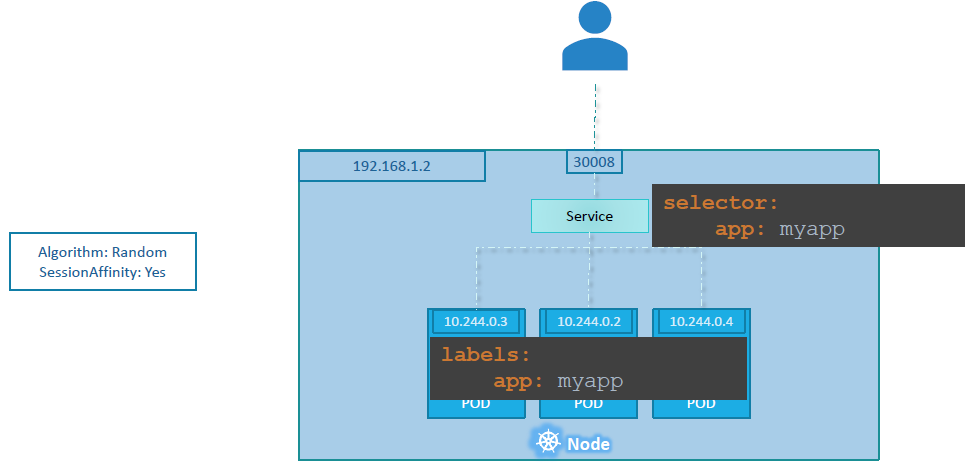 192.168.1.2
30008
Service
selector:
app: myapp
Algorithm: Random
SessionAffinity: Yes
10.244.0.3
10.244.0.2
10.244.0.4
labels:
app: myapp
POD
POD
POD
Node